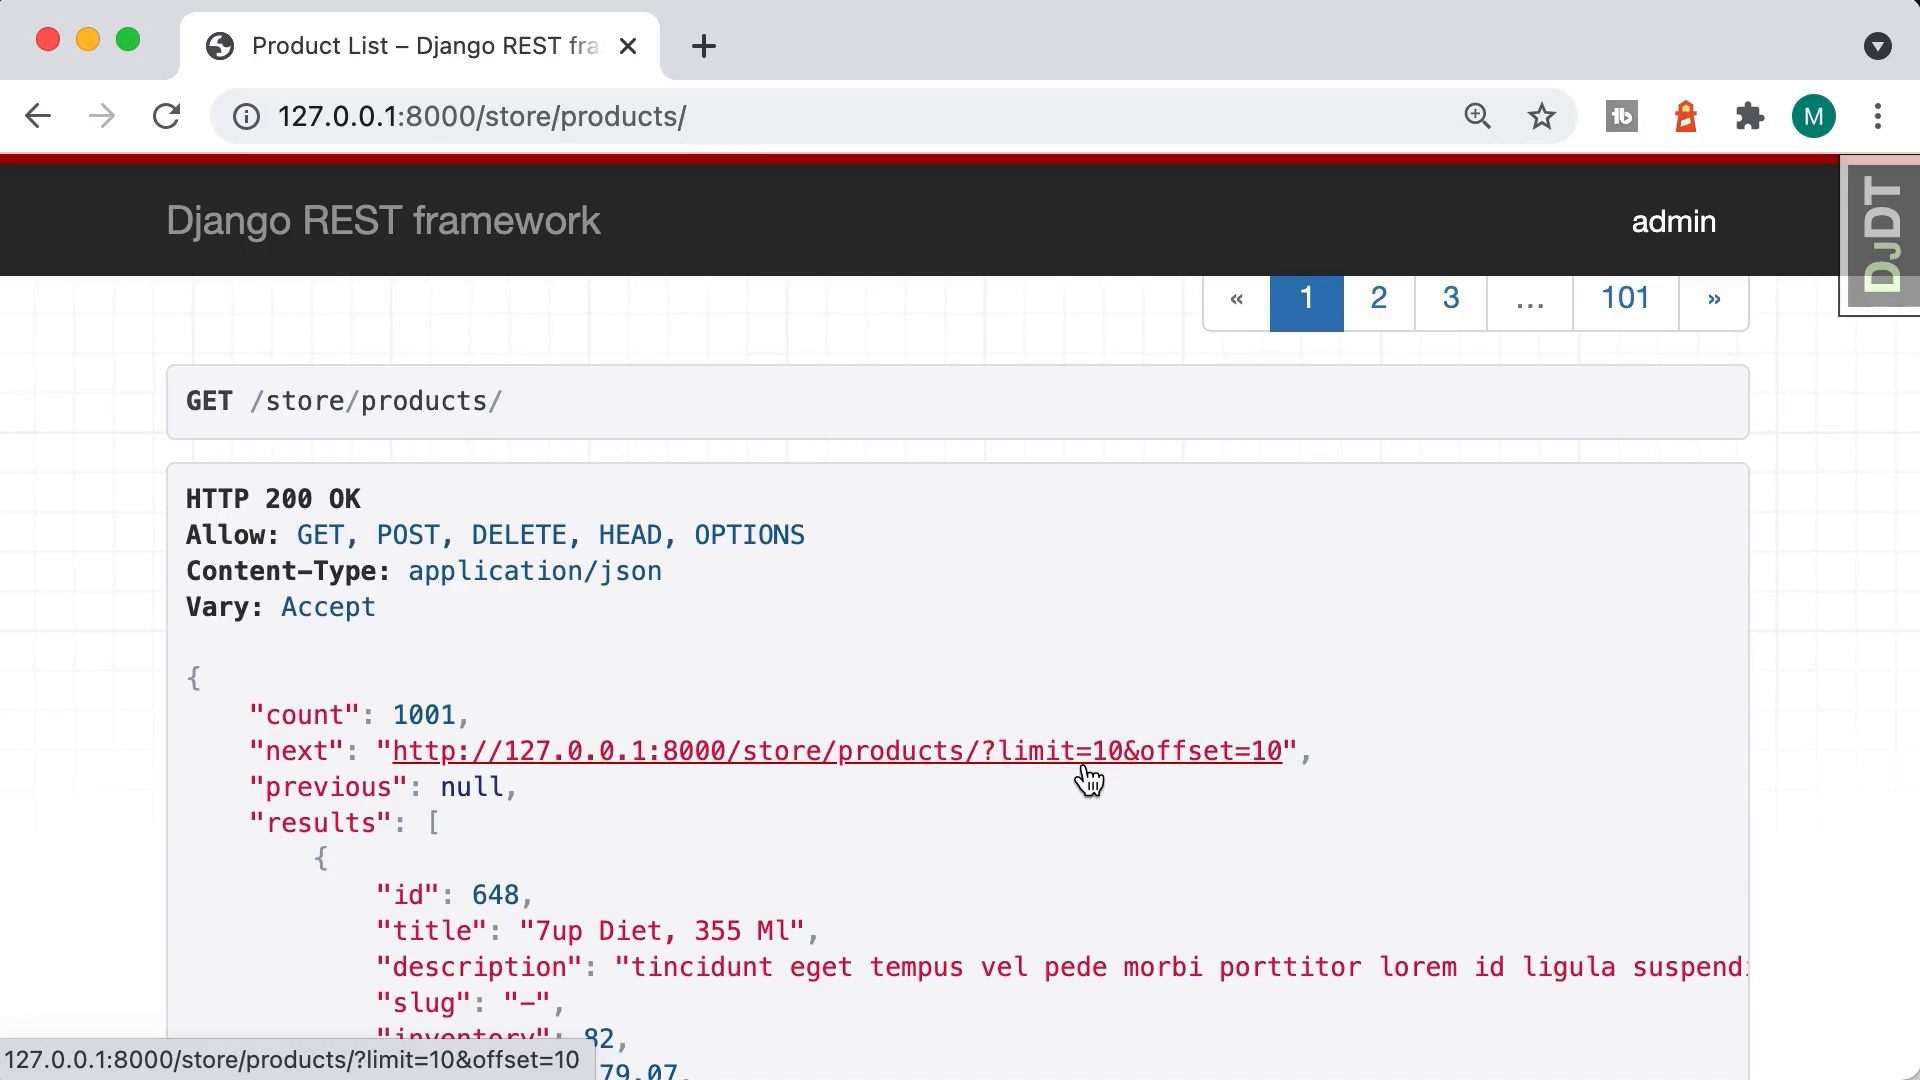 Product List – Django REST fra
127.0.0.1:8000/store/products/
M
Django REST framework
admin
DJDT
« 1 2 3 ... 101 »
GET /store/products/
HTTP 200 OK
Allow: GET, POST, DELETE, HEAD, OPTIONS
Content-Type: application/json
Vary: Accept
{
"count": 1001,
"next": "http://127.0.0.1:8000/store/products/?limit=10&offset=10",
"previous": null,
"results": [
{
"id": 648,
"title": "7up Diet, 355 Ml",
"description": "tincidunt eget tempus vel pede morbi porttitor lorem id ligula suspend
"slug": "-",
"inventory": 82,
79.07,
127.0.0.1:8000/store/products/?limit=10&offset=10